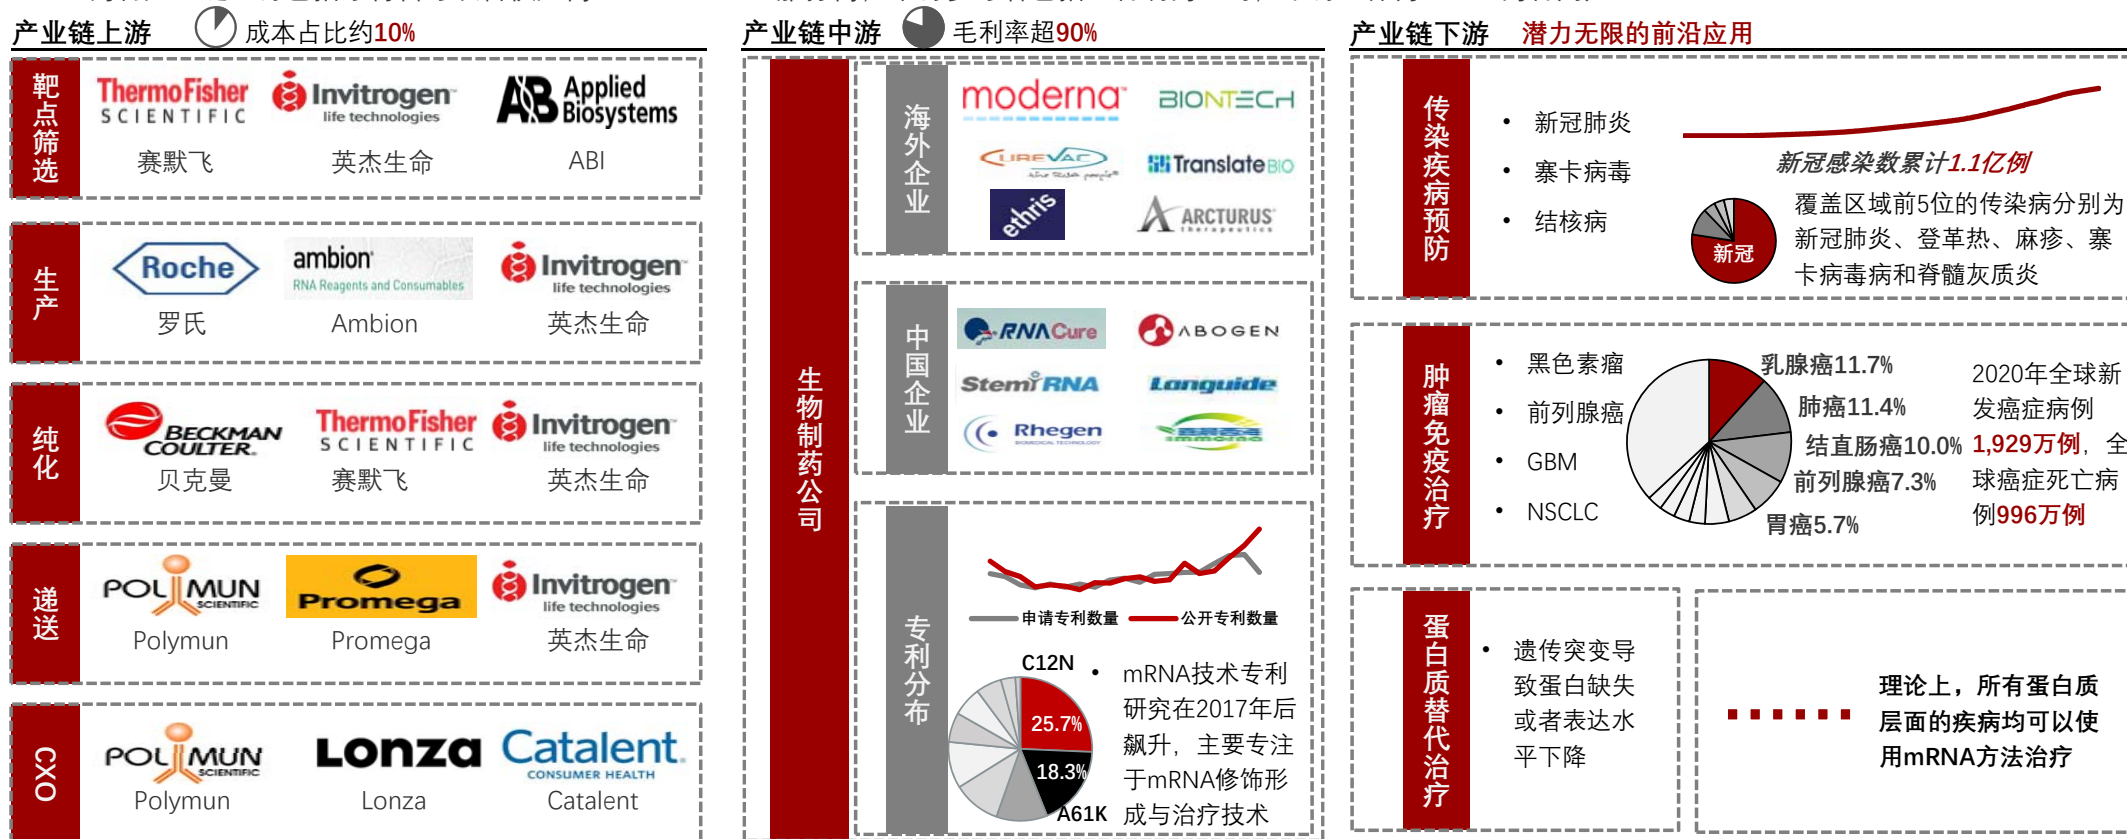 产业链上游
成本占比约10%
靶点筛选
ThermoFisher
SCIENTIFIC
赛默飞
Invitrogen™
life technologies
英杰生命
AB Applied
Biosystems
ABI
生产
Roche
罗氏
ambion
RNA Reagents and Consumables
Ambion
Invitrogen™
life technologies
英杰生命
纯化
BECKMAN
COULTER
贝克曼
ThermoFisher
SCIENTIFIC
赛默飞
Invitrogen™
life technologies
英杰生命
递送
POLYMUN
SCIENTIFIC
Polymun
Promega
Promega
Invitrogen™
life technologies
英杰生命
CXO
POLYMUN
SCIENTIFIC
Polymun
Lonza
Lonza
Catalent.
CONSUMER HEALTH
Catalent
产业链中游
毛利率超90%
生物制药公司
海外企业
moderna
BIONTECH
CUREVAC
the RNA people®
Translate BIO
ethris
ARCTURUS
therapeutics
中国企业
RNACure
ABOGEN
StemiRNA
Languide
Rhegen
BIOMEDICAL TECHNOLOGY
immorna
专利分布
申请专利数量
公开专利数量
C12N
25.7%
18.3%
A61K
• mRNA技术专利
研究在2017年后
飙升，主要专注
于mRNA修饰形
成与治疗技术
产业链下游
潜力无限的前沿应用
传染疾病预防
• 新冠肺炎
• 寨卡病毒
• 结核病
新冠感染数累计1.1亿例
新冠
覆盖区域前5位的传染病分别为
新冠肺炎、登革热、麻疹、寨
卡病毒病和脊髓灰质炎
肿瘤免疫治疗
• 黑色素瘤
• 前列腺癌
• GBM
• NSCLC
乳腺癌11.7%
肺癌11.4%
结直肠癌10.0%
前列腺癌7.3%
胃癌5.7%
2020年全球新
发癌症病例
1,929万例，全
球癌症死亡病
例996万例
蛋白质替代治疗
• 遗传突变导
致蛋白缺失
或者表达水
平下降
理论上，所有蛋白质
层面的疾病均可以使
用mRNA方法治疗